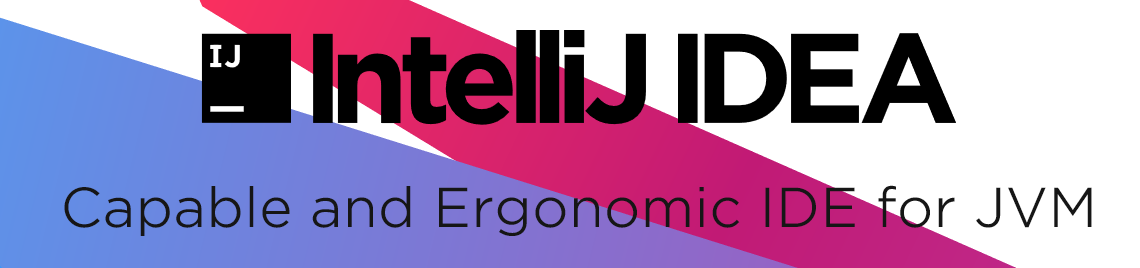 IJ
IntelliJ IDEA
Capable and Ergonomic IDE for JVM